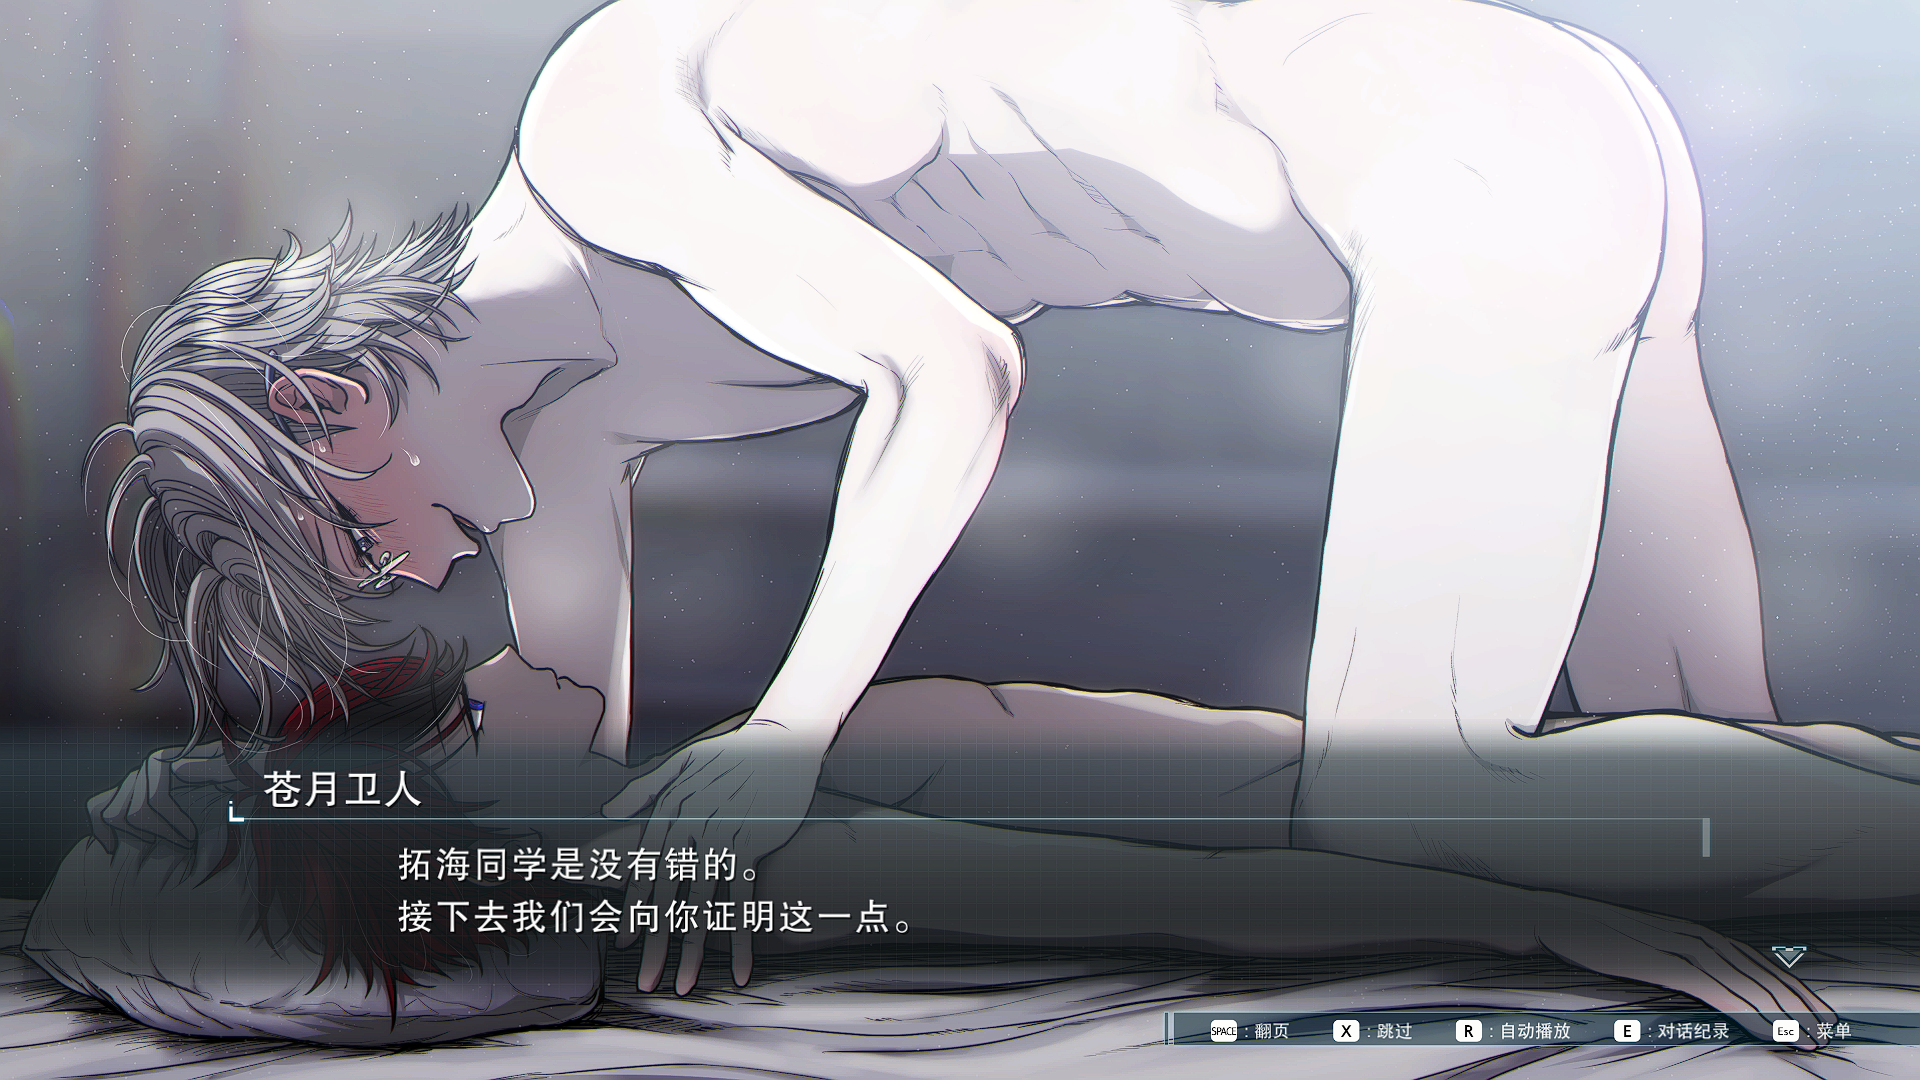 苍月卫人
拓海同学是没有错的。
接下去我们会向你证明这一点。
SPACE : 翻页 X : 跳过 R : 自动播放 E : 对话纪录 Esc : 菜单